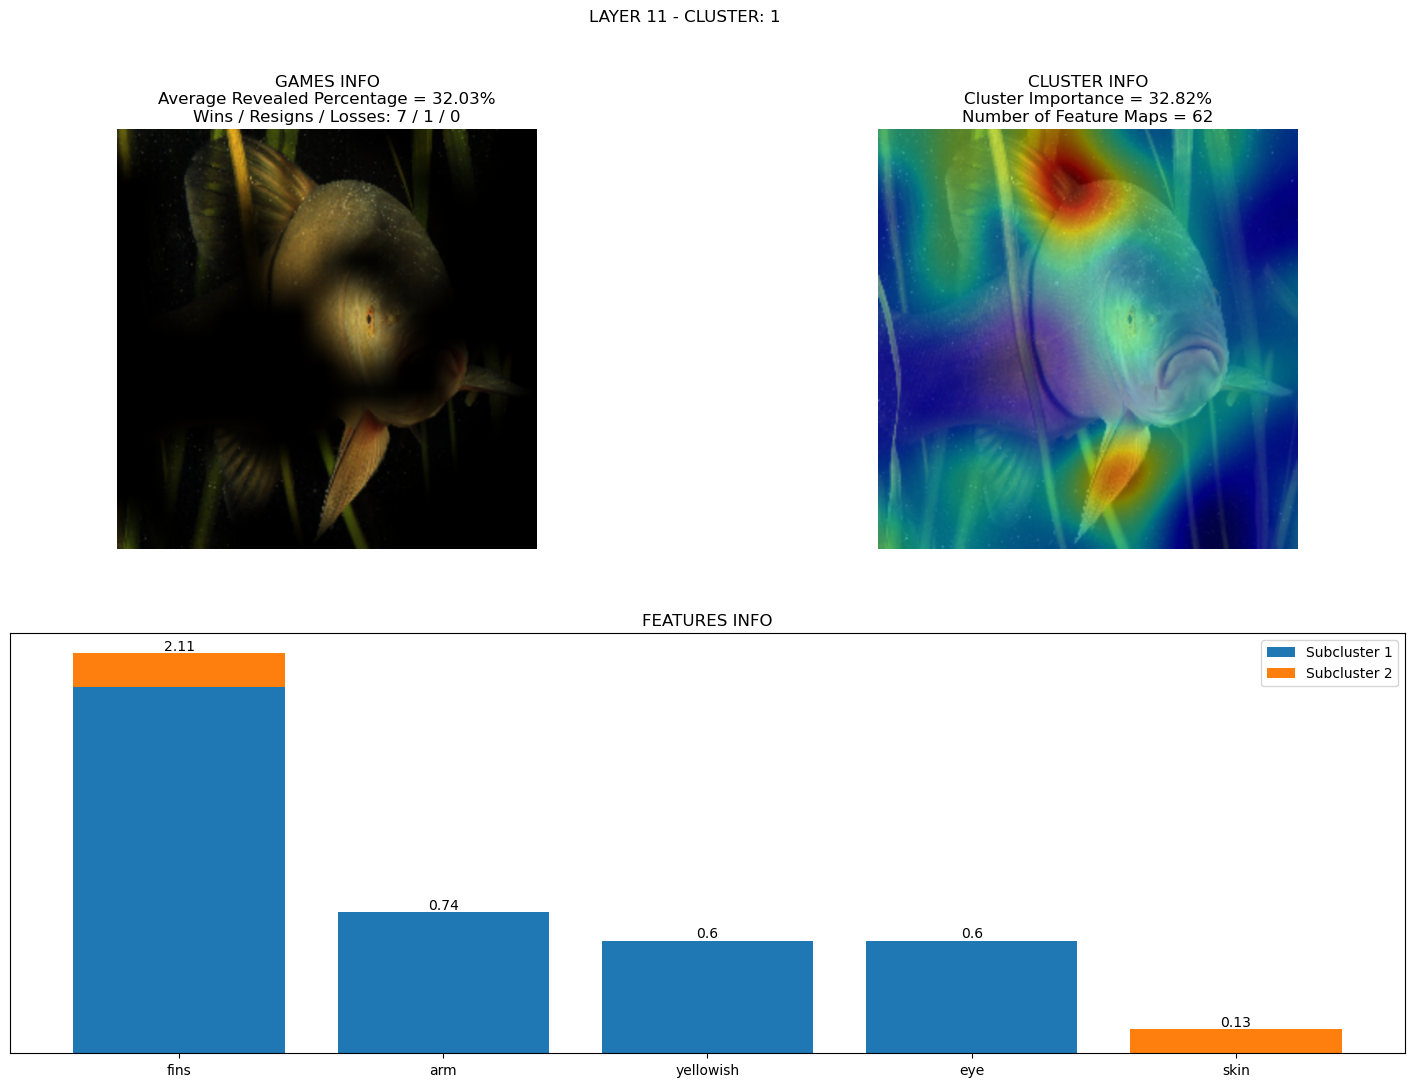 LAYER 11 - CLUSTER: 1
GAMES INFO
Average Revealed Percentage = 32.03%
Wins / Resigns / Losses: 7 / 1 / 0
CLUSTER INFO
Cluster Importance = 32.82%
Number of Feature Maps = 62
FEATURES INFO
Subcluster 1
Subcluster 2
2.11
0.74
0.6
0.6
0.13
fins
arm
yellowish
eye
skin